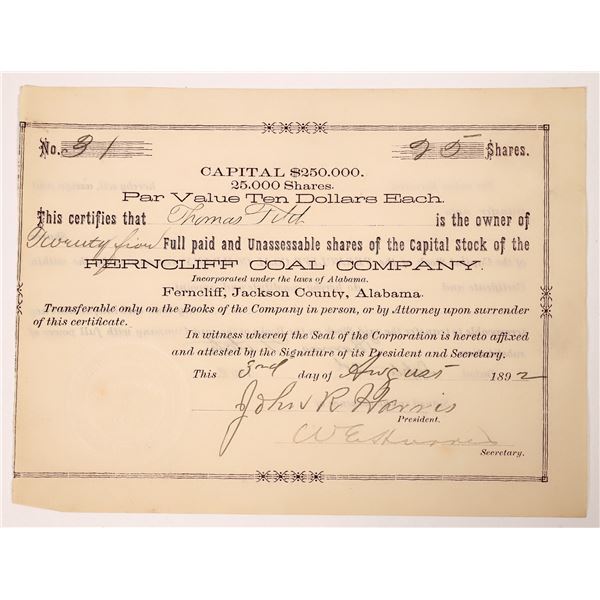 No. 31 25 Shares.
CAPITAL $250.000.
25.000 Shares.
Par Value Ten Dollars Each.
This certifies that Thomas is the owner of
Twenty five Full paid and Unassessable shares of the Capital Stock of the
FERNCLIFF COAL COMPANY.
Incorporated under the laws of Alabama.
Ferncliff, Jackson County, Alabama.
Transferable only on the Books of the Company in person, or by Attorney upon surrender
of this certificate.
In witness whereof the Seal of the Corporation is hereto affixed
and attested by the Signature of its President and Secretary.
This 3rd day of August 1892
John R Harris
President.
W E
Secretary.